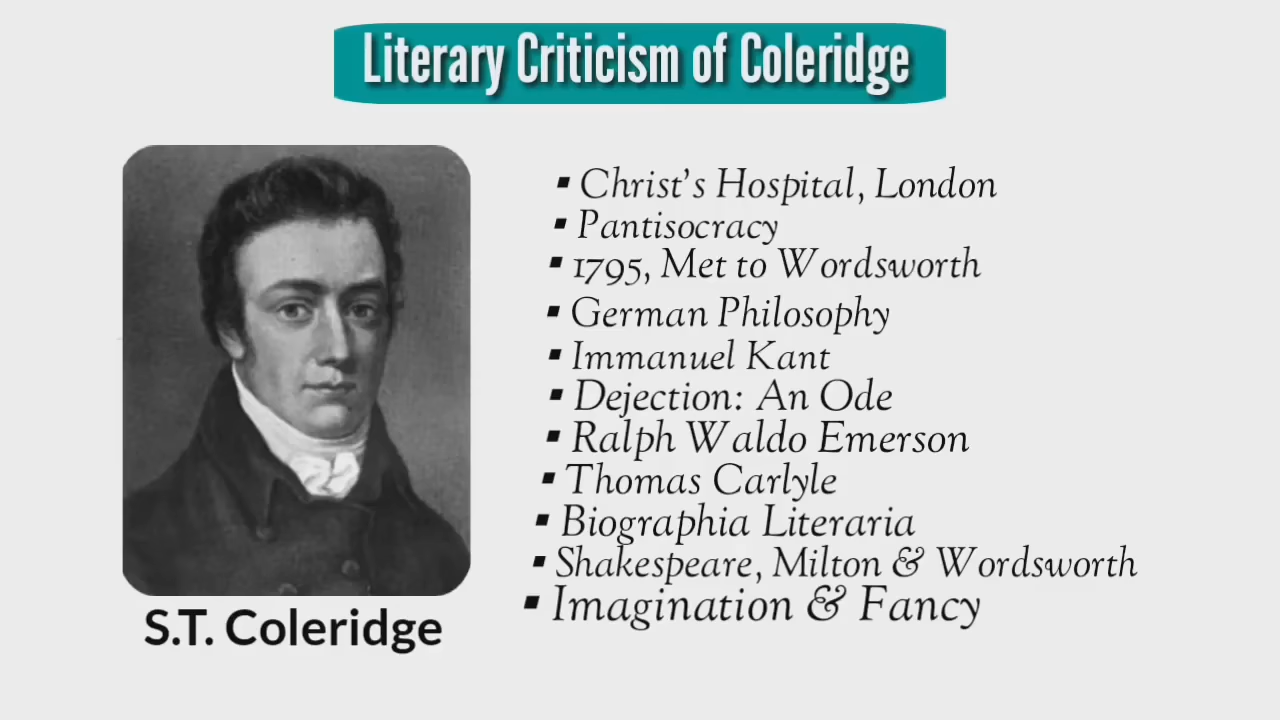 Literary Criticism of Coleridge
▪ Christ's Hospital, London
▪ Pantisocracy
▪ 1795, Met to Wordsworth
▪ German Philosophy
▪ Immanuel Kant
▪ Dejection: An Ode
▪ Ralph Waldo Emerson
▪ Thomas Carlyle
▪ Biographia Literaria
▪ Shakespeare, Milton & Wordsworth
▪ Imagination & Fancy
S.T. Coleridge